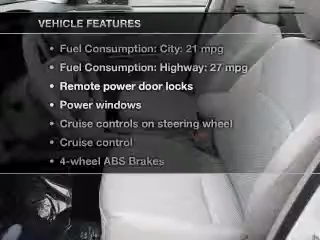 VEHICLE FEATURES
• Fuel Consumption: City: 21 mpg
• Fuel Consumption: Highway: 27 mpg
• Remote power door locks
• Power windows
• Cruise controls on steering wheel
• Cruise control
• 4-wheel ABS Brakes